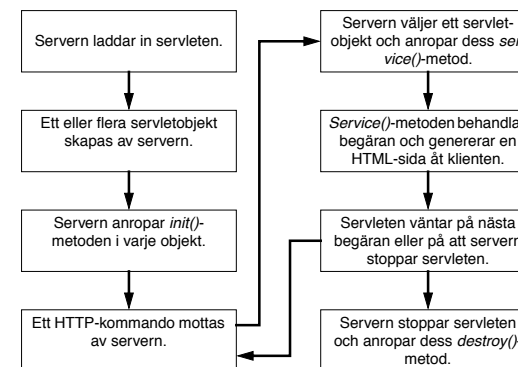 Servern laddar in servleten.
Ett eller flera servletobjekt
skapas av servern.
Servern anropar init()-
metoden i varje objekt.
Ett HTTP-kommando mottas
av servern.
Servern väljer ett servlet-
objekt och anropar dess ser
vice()-metod.
Service()-metoden behandla
begäran och genererar en
HTML-sida åt klienten.
Servleten väntar på nästa
begäran eller på att servern
stoppar servleten.
Servern stoppar servleten
och anropar dess destroy()-
metod.